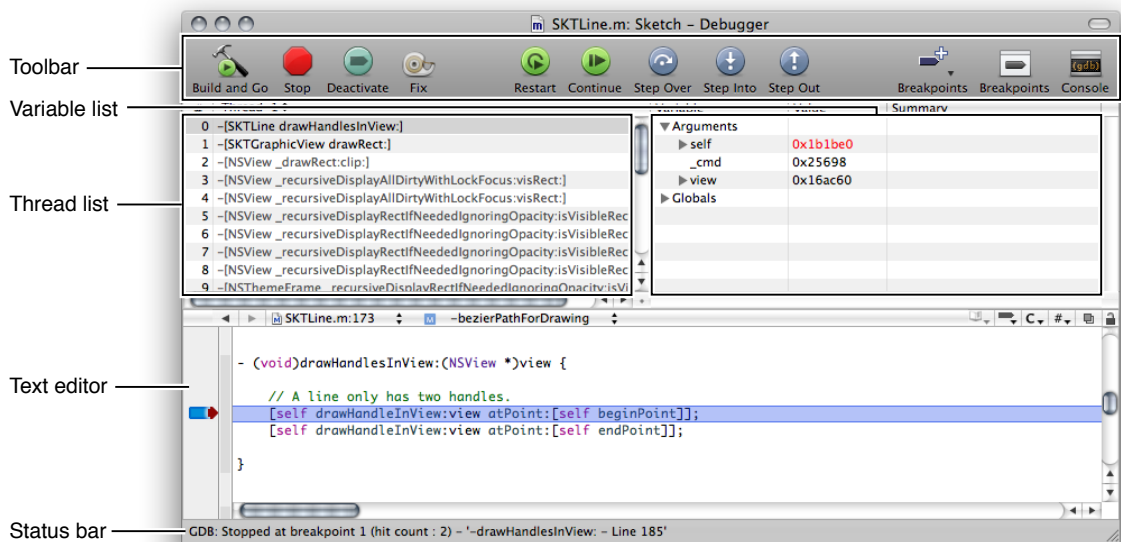 SKTLine.m: Sketch – Debugger
Toolbar
Build and Go Stop Deactivate Fix Restart Continue Step Over Step Into Step Out Breakpoints Breakpoints Console
{gdb}
Variable list
Summary
0 –[SKTLine drawHandlesInView:]
1 –[SKTGraphicView drawRect:]
2 –[NSView _drawRect:clip:]
3 –[NSView _recursiveDisplayAllDirtyWithLockFocus:visRect:]
4 –[NSView _recursiveDisplayAllDirtyWithLockFocus:visRect:]
5 –[NSView _recursiveDisplayRectIfNeededIgnoringOpacity:isVisibleRec
6 –[NSView _recursiveDisplayRectIfNeededIgnoringOpacity:isVisibleRec
7 –[NSView _recursiveDisplayRectIfNeededIgnoringOpacity:isVisibleRec
8 –[NSView _recursiveDisplayRectIfNeededIgnoringOpacity:isVisibleRec
9 –[NSThemeFrame _recursiveDisplayRectIfNeededIgnoringOpacity:isVi
Arguments
self 0x1b1be0
_cmd 0x25698
view 0x16ac60
Globals
Thread list
SKTLine.m:173 M -bezierPathForDrawing C #
- (void)drawHandlesInView:(NSView *)view {
// A line only has two handles.
[self drawHandleInView:view atPoint:[self beginPoint]];
[self drawHandleInView:view atPoint:[self endPoint]];
}
Text editor
Status bar
GDB: Stopped at breakpoint 1 (hit count : 2) – '-drawHandlesInView: – Line 185'